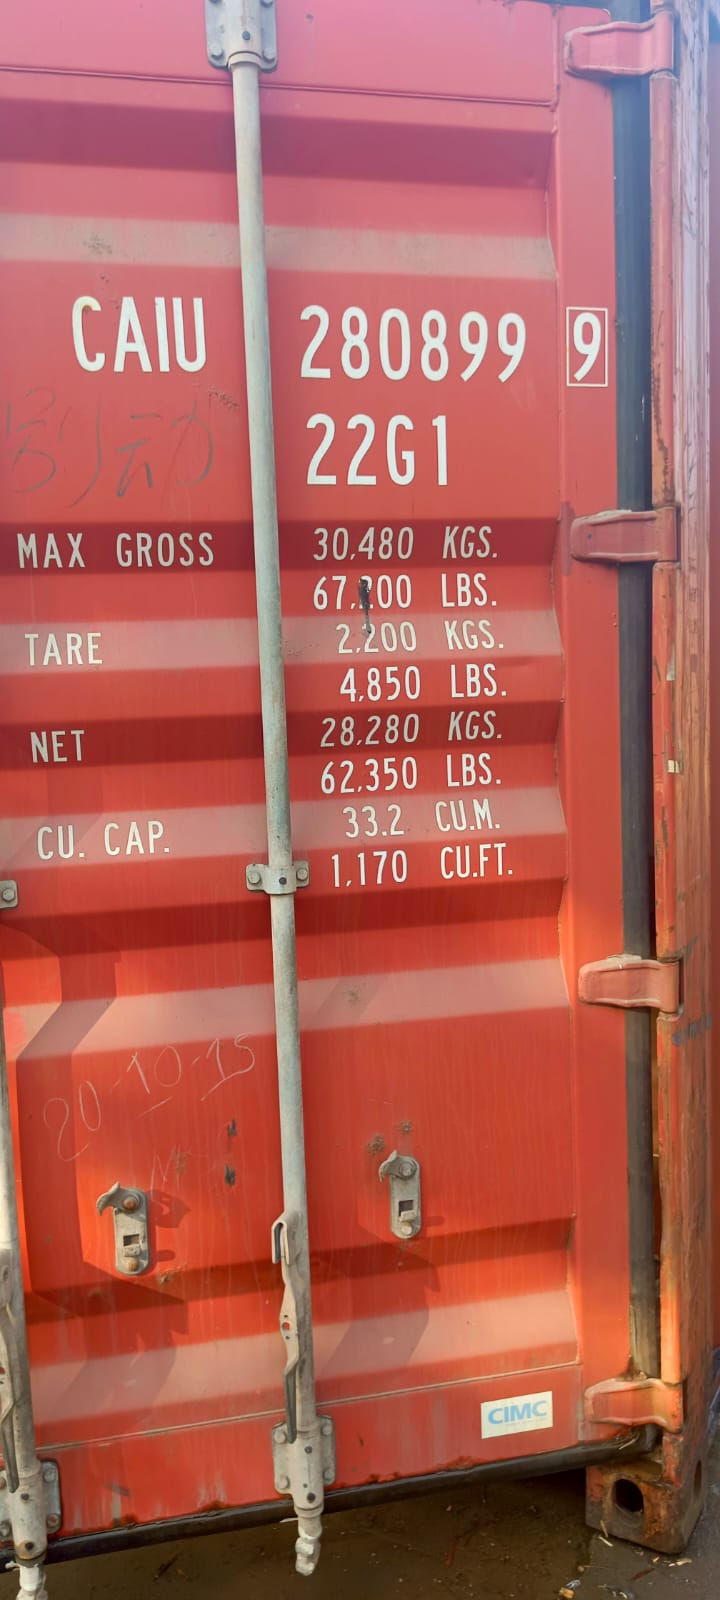 CAIU 280899 9
22G1
MAX GROSS 30,480 KGS.
67,200 LBS.
TARE 2,200 KGS.
4,850 LBS.
NET 28,280 KGS.
62,350 LBS.
CU. CAP. 33.2 CU.M.
1,170 CU.FT.
20-10-15
CIMC